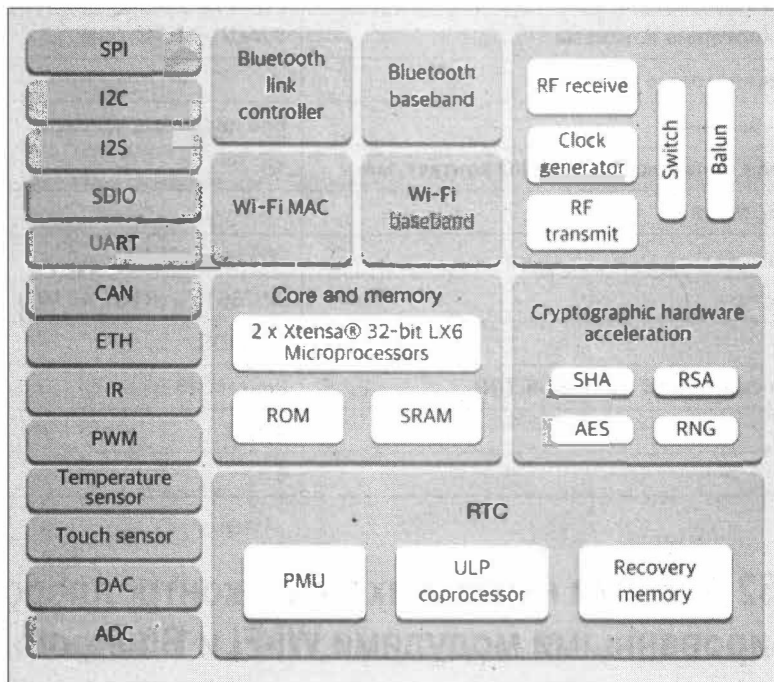 SPI
I2C
I2S
SDIO
UART
CAN
ETH
IR
PWM
Temperature
sensor
Touch sensor
DAC
ADC
Bluetooth
link
controller
Bluetooth
baseband
Wi-Fi MAC
Wi-Fi
baseband
RF receive
Clock
generator
RF
transmit
Switch
Balun
Core and memory
2 x Xtensa® 32-bit LX6
Microprocessors
ROM
SRAM
Cryptographic hardware
acceleration
SHA
RSA
AES
RNG
RTC
PMU
ULP
coprocessor
Recovery
memory